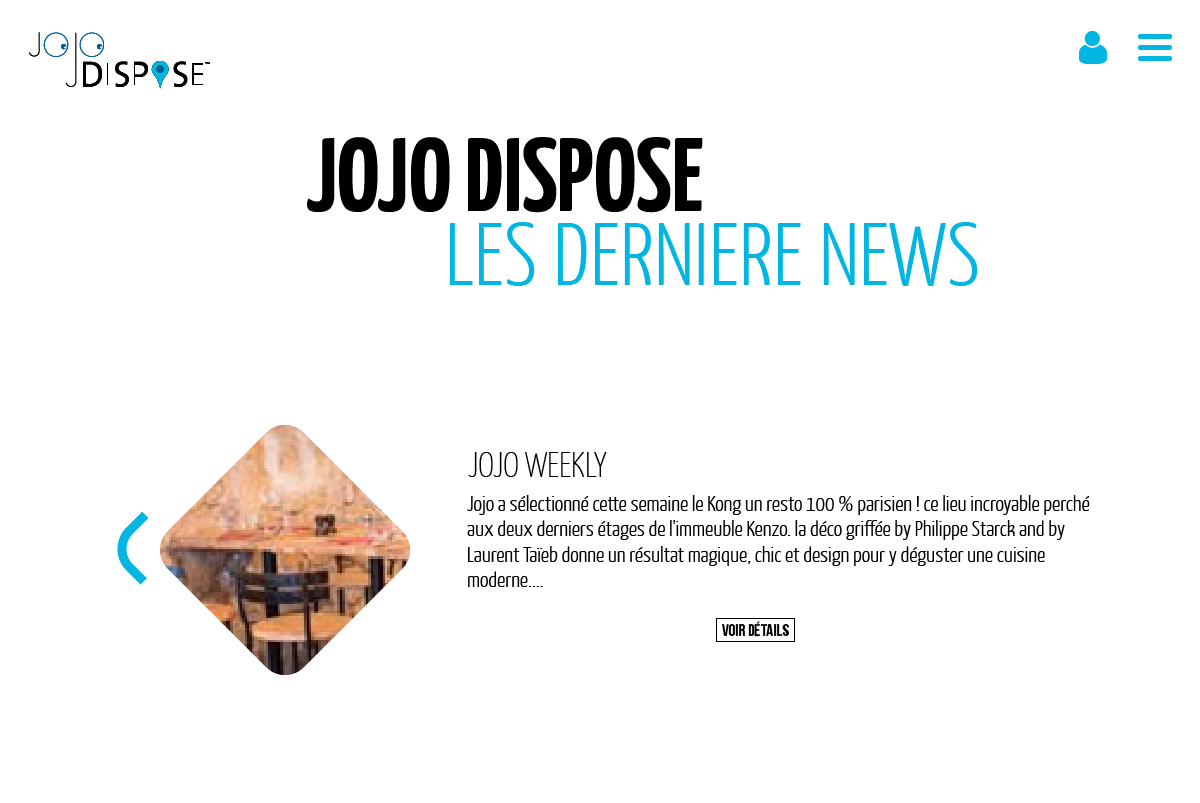 JOJO
DISPOSE™
JOJO DISPOSE
LES DERNIERE NEWS
JOJO WEEKLY
Jojo a sélectionné cette semaine le Kong un resto 100 % parisien ! ce lieu incroyable perché
aux deux derniers étages de l'immeuble Kenzo. la déco griffée by Philippe Starck and by
Laurent Taïeb donne un résultat magique, chic et design pour y déguster une cuisine
moderne....
VOIR DÉTAILS